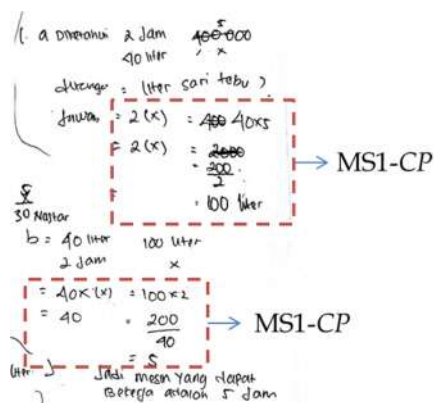 1. a Diketahui 2 Jam 5
40 liter , x
ditanya = liter sari tebu ?
Jawab = 2 (x) = 40x5
= 2 (x) = 2000
= 200
2
= 100 liter
MS1-CP
30 Nastar
b = 40 liter 100 liter
2 Jam x
= 40 x (x) = 100 x 2
= 40 = 200
40
= 5
MS1-CP
Jadi mesin yang dapat
Bekerja adalah 5 Jam